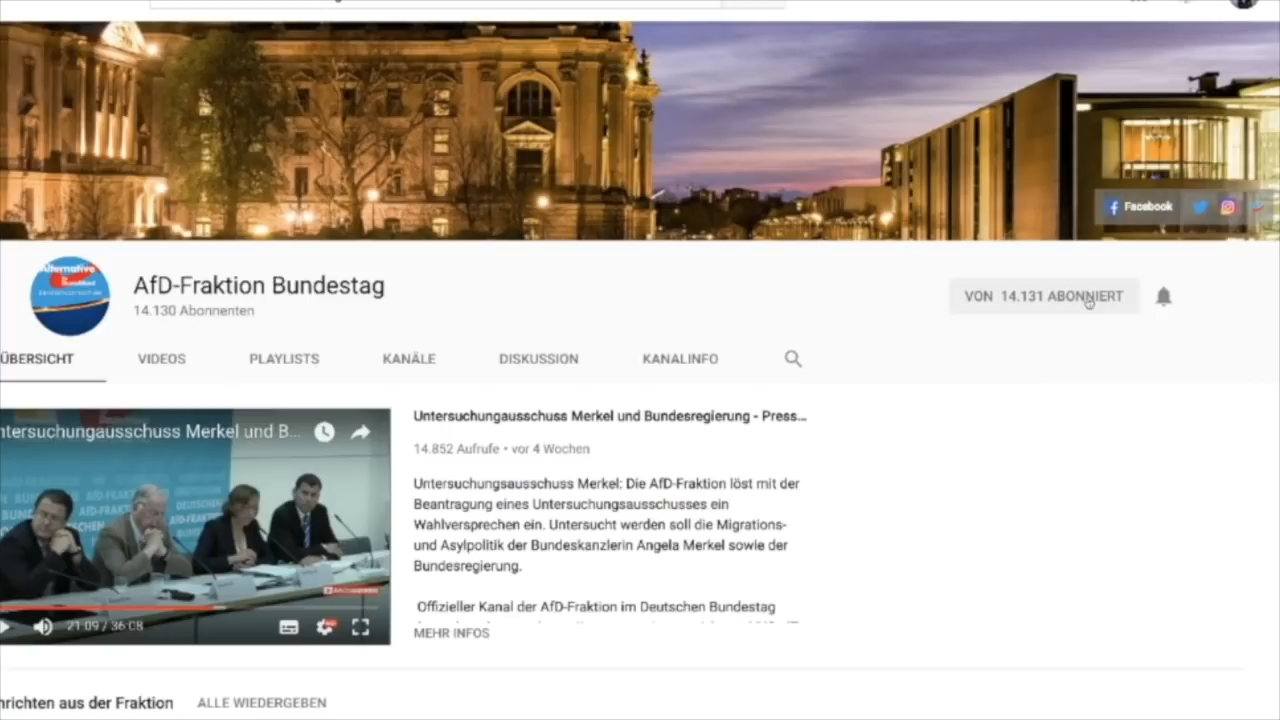 Facebook
Alternative
AfD-Fraktion Bundestag
14.130 Abonnenten
VON 14.131 ABONNIERT
ÜBERSICHT VIDEOS PLAYLISTS KANÄLE DISKUSSION KANALINFO
ntersuchungausschuss Merkel und B...
21:09 / 36:08
Untersuchungausschuss Merkel und Bundesregierung - Press...
14.852 Aufrufe • vor 4 Wochen
Untersuchungsausschuss Merkel: Die AfD-Fraktion löst mit der
Beantragung eines Untersuchungsausschusses ein
Wahlversprechen ein. Untersucht werden soll die Migrations-
und Asylpolitik der Bundeskanzlerin Angela Merkel sowie der
Bundesregierung.
Offizieller Kanal der AfD-Fraktion im Deutschen Bundestag
MEHR INFOS
hrichten aus der Fraktion ALLE WIEDERGEBEN